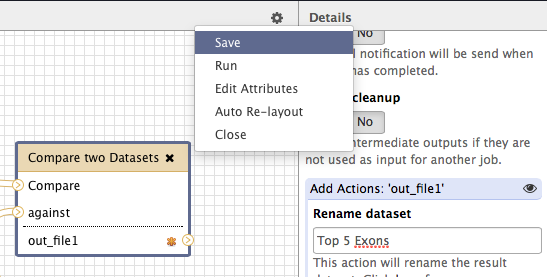 Details
Save
Run
Edit Attributes
Auto Re-layout
Close
Compare two Datasets ✖
Compare
against
out_file1
No
notification will be send when
has completed.
cleanup
No
ntermediate outputs if they are
not used as input for another job.
Add Actions: 'out_file1'
Rename dataset
Top 5 Exons
This action will rename the result